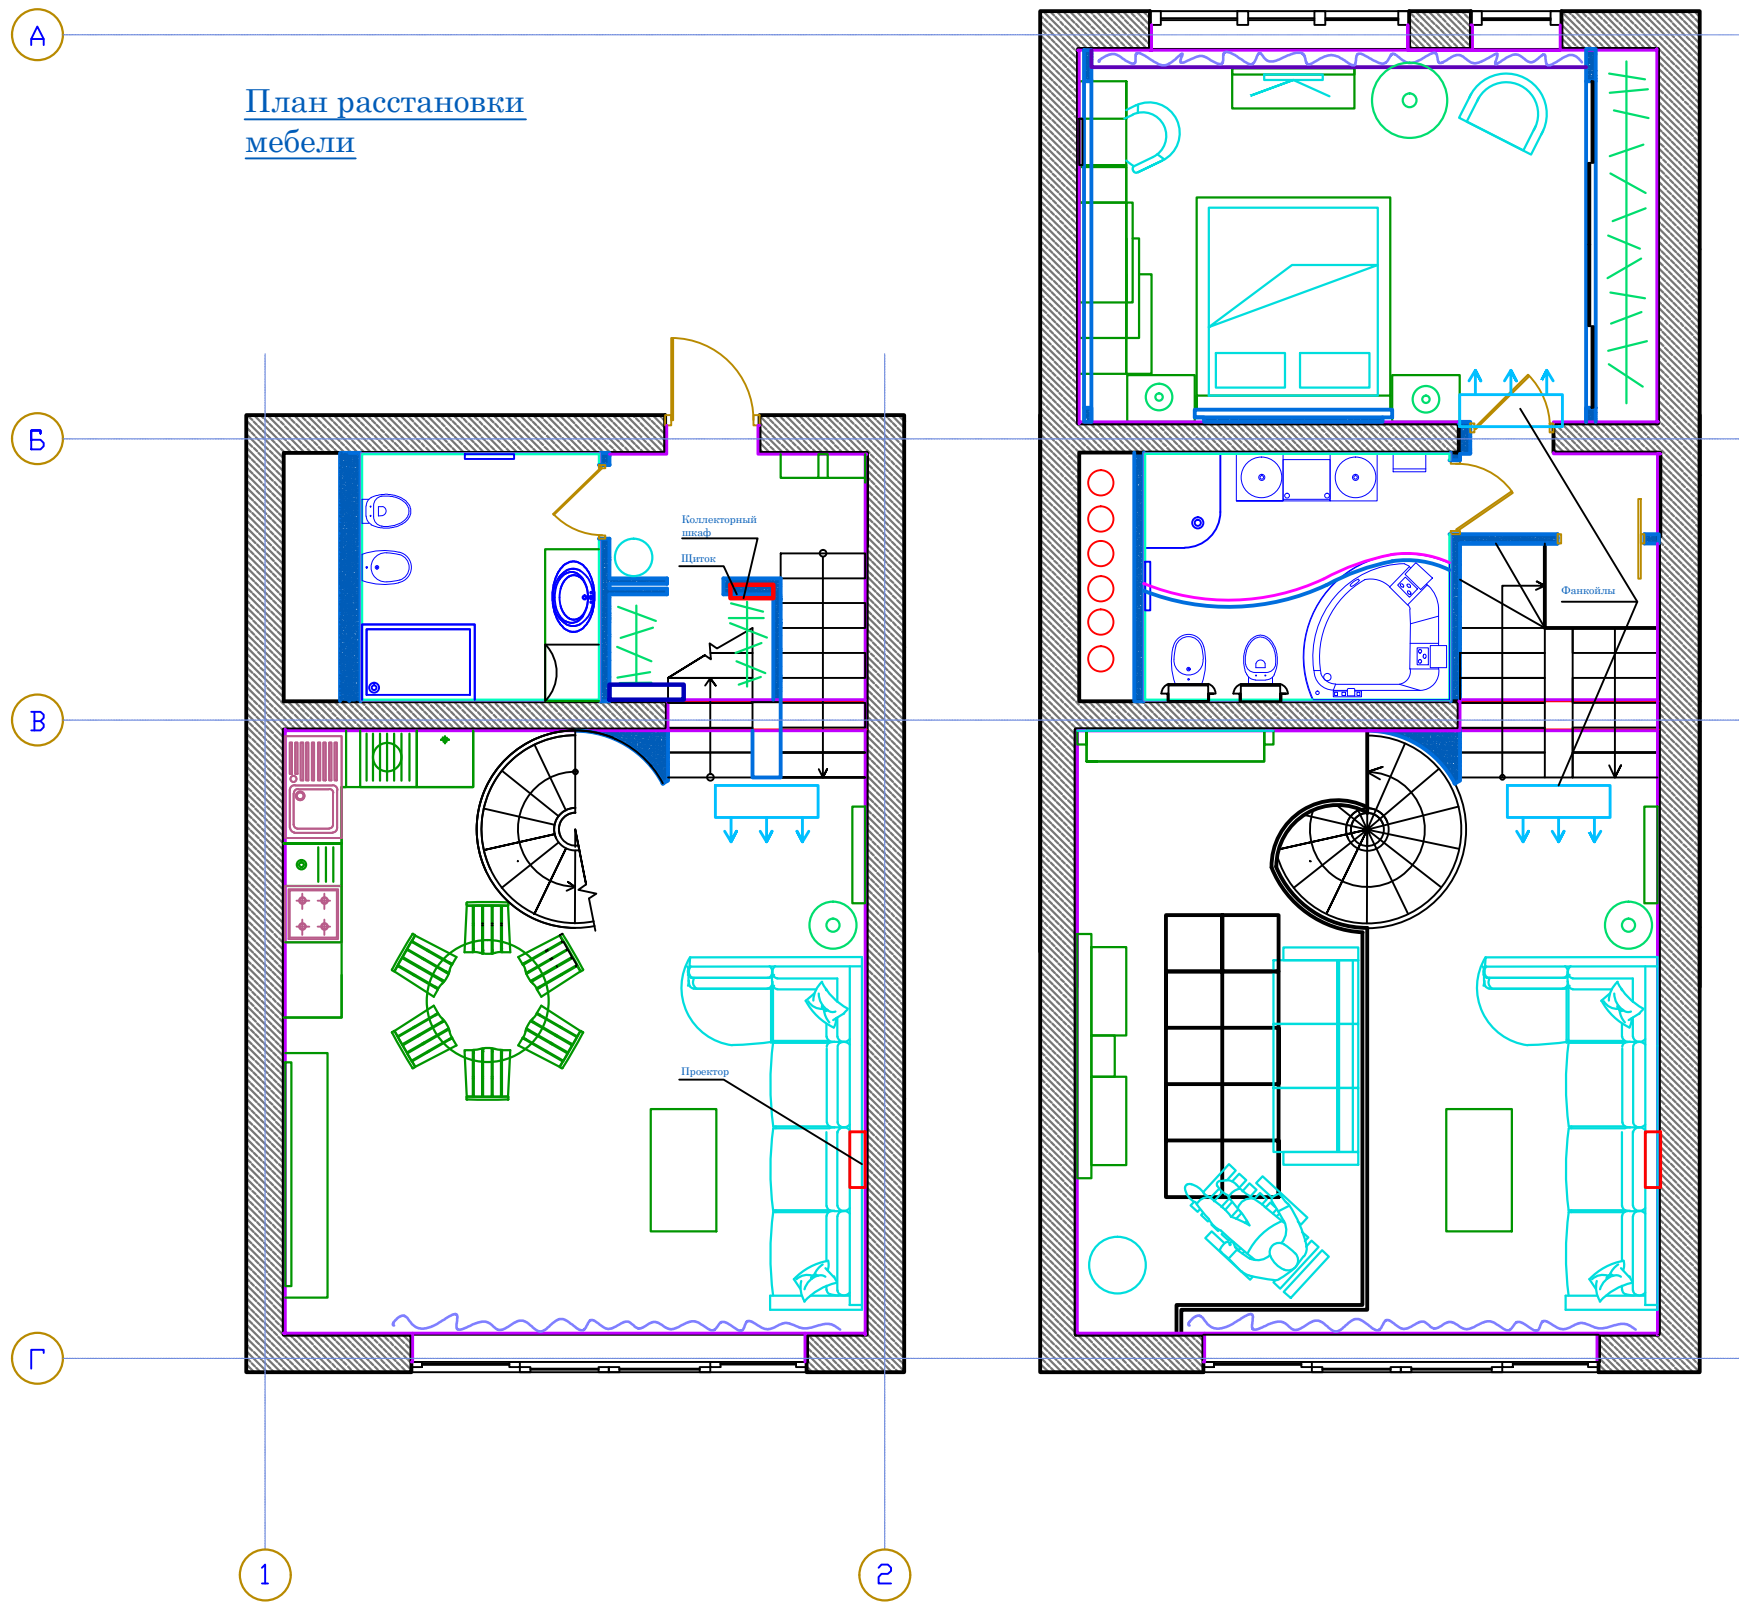 А
План расстановки
мебели
Б
Коллекторный
шкаф
Щиток
Фанкойлы
В
Проектор
Г
1
2